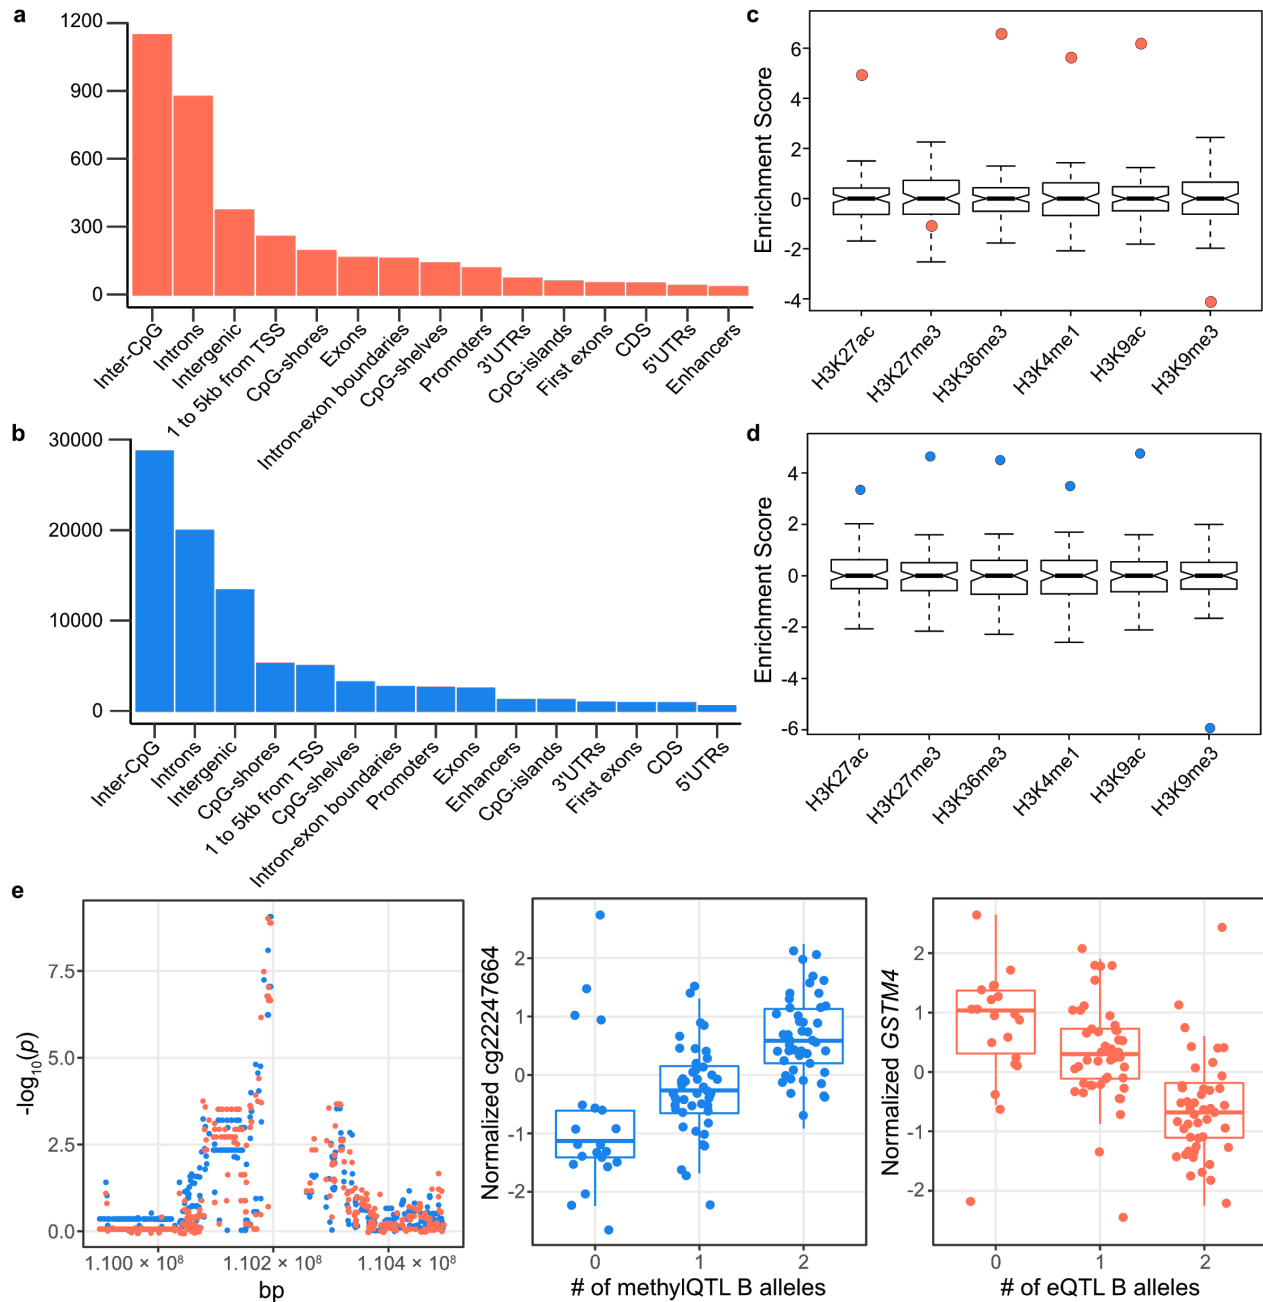 a
1200
900
600
300
0
Inter-CpG
Introns
Intergenic
1 to 5kb from TSS
CpG-shores
Exons
Intron-exon boundaries
CpG-shelves
Promoters
3'UTRs
CpG-islands
First exons
CDS
5'UTRs
Enhancers
c
Enrichment Score
6
4
2
0
-2
-4
H3K27ac
H3K27me3
H3K36me3
H3K4me1
H3K9ac
H3K9me3
b
30000
20000
10000
0
Inter-CpG
Introns
Intergenic
CpG-shores
1 to 5kb from TSS
CpG-shelves
Intron-exon boundaries
Promoters
Exons
Enhancers
CpG-islands
3'UTRs
First exons
CDS
5'UTRs
d
Enrichment Score
4
2
0
-2
-4
-6
H3K27ac
H3K27me3
H3K36me3
H3K4me1
H3K9ac
H3K9me3
e
-log10(p)
7.5
5.0
2.5
0.0
1.100 × 10⁸
1.102 × 10⁸
1.104 × 10⁸
bp
Normalized cg22247664
2
1
0
-1
-2
0
1
2
# of methylQTL B alleles
Normalized GSTM4
2
1
0
-1
-2
0
1
2
# of eQTL B alleles